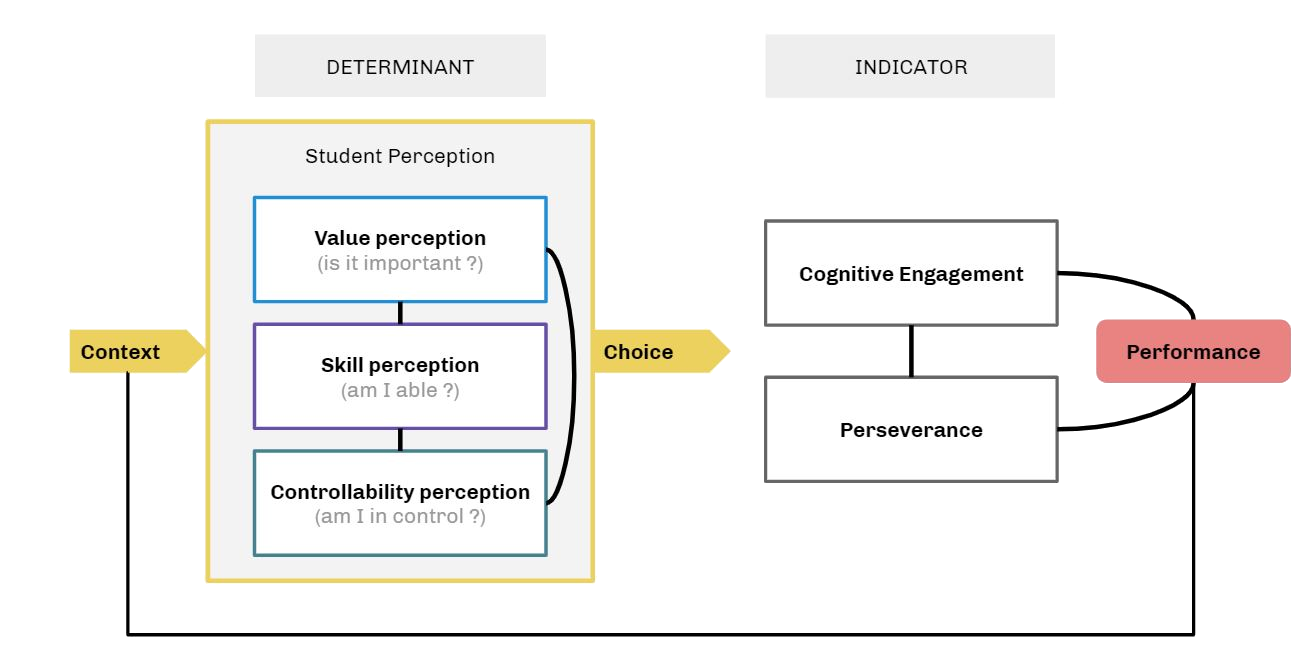 DETERMINANT
INDICATOR
Student Perception
Value perception
(is it important ?)
Skill perception
(am I able ?)
Controllability perception
(am I in control ?)
Context
Choice
Cognitive Engagement
Perseverance
Performance